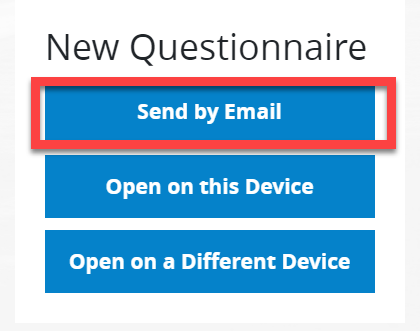 New Questionnaire
Send by Email
Open on this Device
Open on a Different Device